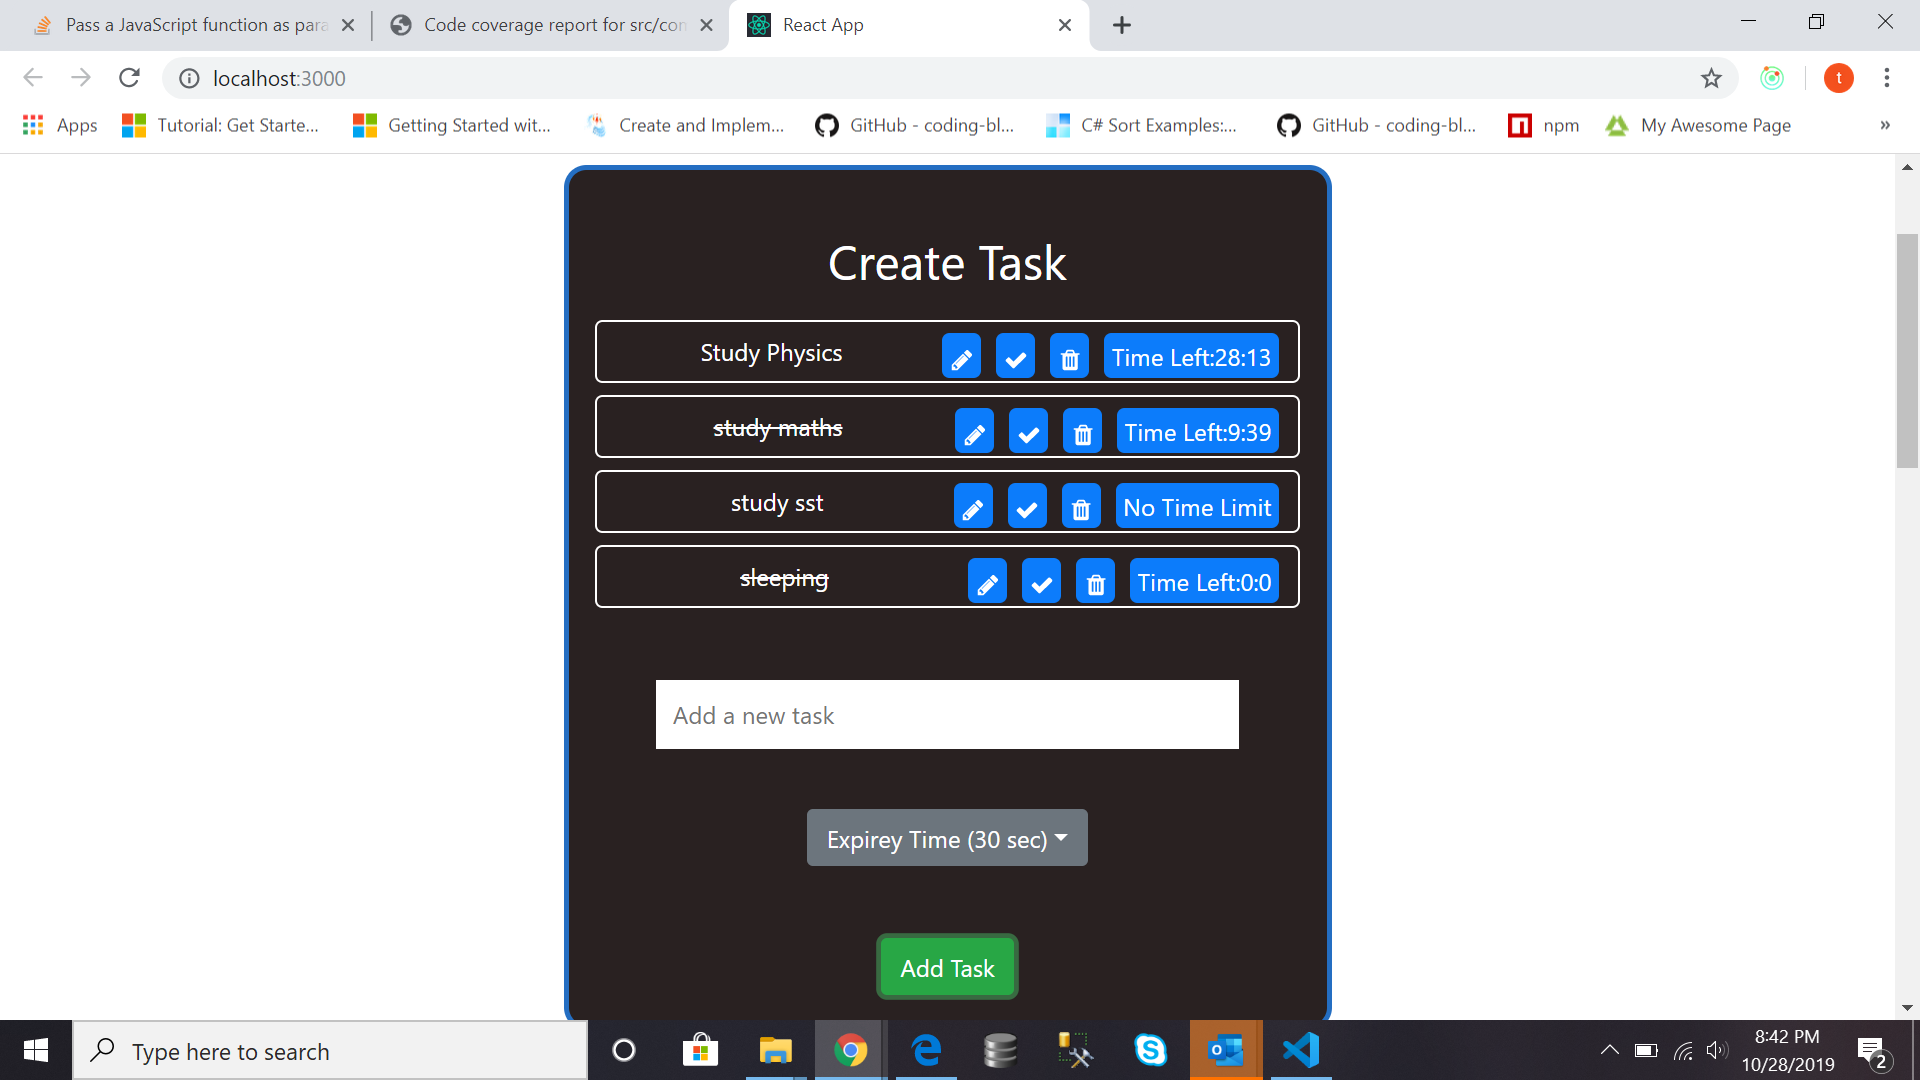 Pass a JavaScript function as para
Code coverage report for src/com
React App
localhost:3000
t
Apps
Tutorial: Get Starte...
Getting Started wit...
Create and Implem...
GitHub - coding-bl...
C# Sort Examples:...
GitHub - coding-bl...
npm
My Awesome Page
»
Create Task
Study Physics
Time Left:28:13
study maths
Time Left:9:39
study sst
No Time Limit
sleeping
Time Left:0:0
Add a new task
Expirey Time (30 sec)
Add Task
Type here to search
8:42 PM
10/28/2019
2